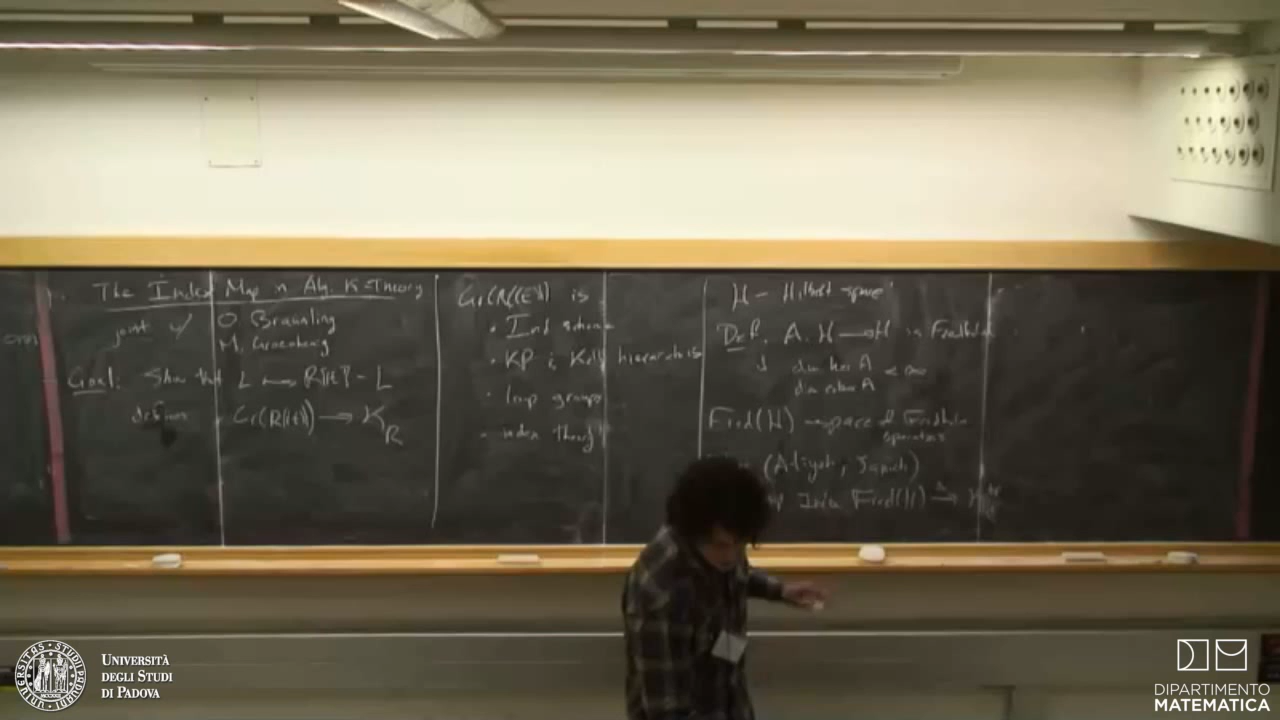 The Index Map in Alg. K-Theory
joint w/ O. Braunling
M. Groechenig
Goal: Show that L ⟼ R[[t]] - L
defines Gr(R((t))) → K_R
Gr(R((t))) is
• Ind scheme
• KP & KdV hierarchies
• loop groups
• index theory
H - Hilbert space
Def. A: H → H is Fredholm
if dim ker A < ∞
dim coker A
Fred(H) - space of Fredholm
operators
(Atiyah, Janich)
Index Fred(H) →
UNIVERSITÀ
DEGLI STUDI
DI PADOVA
DIPARTIMENTO
MATEMATICA